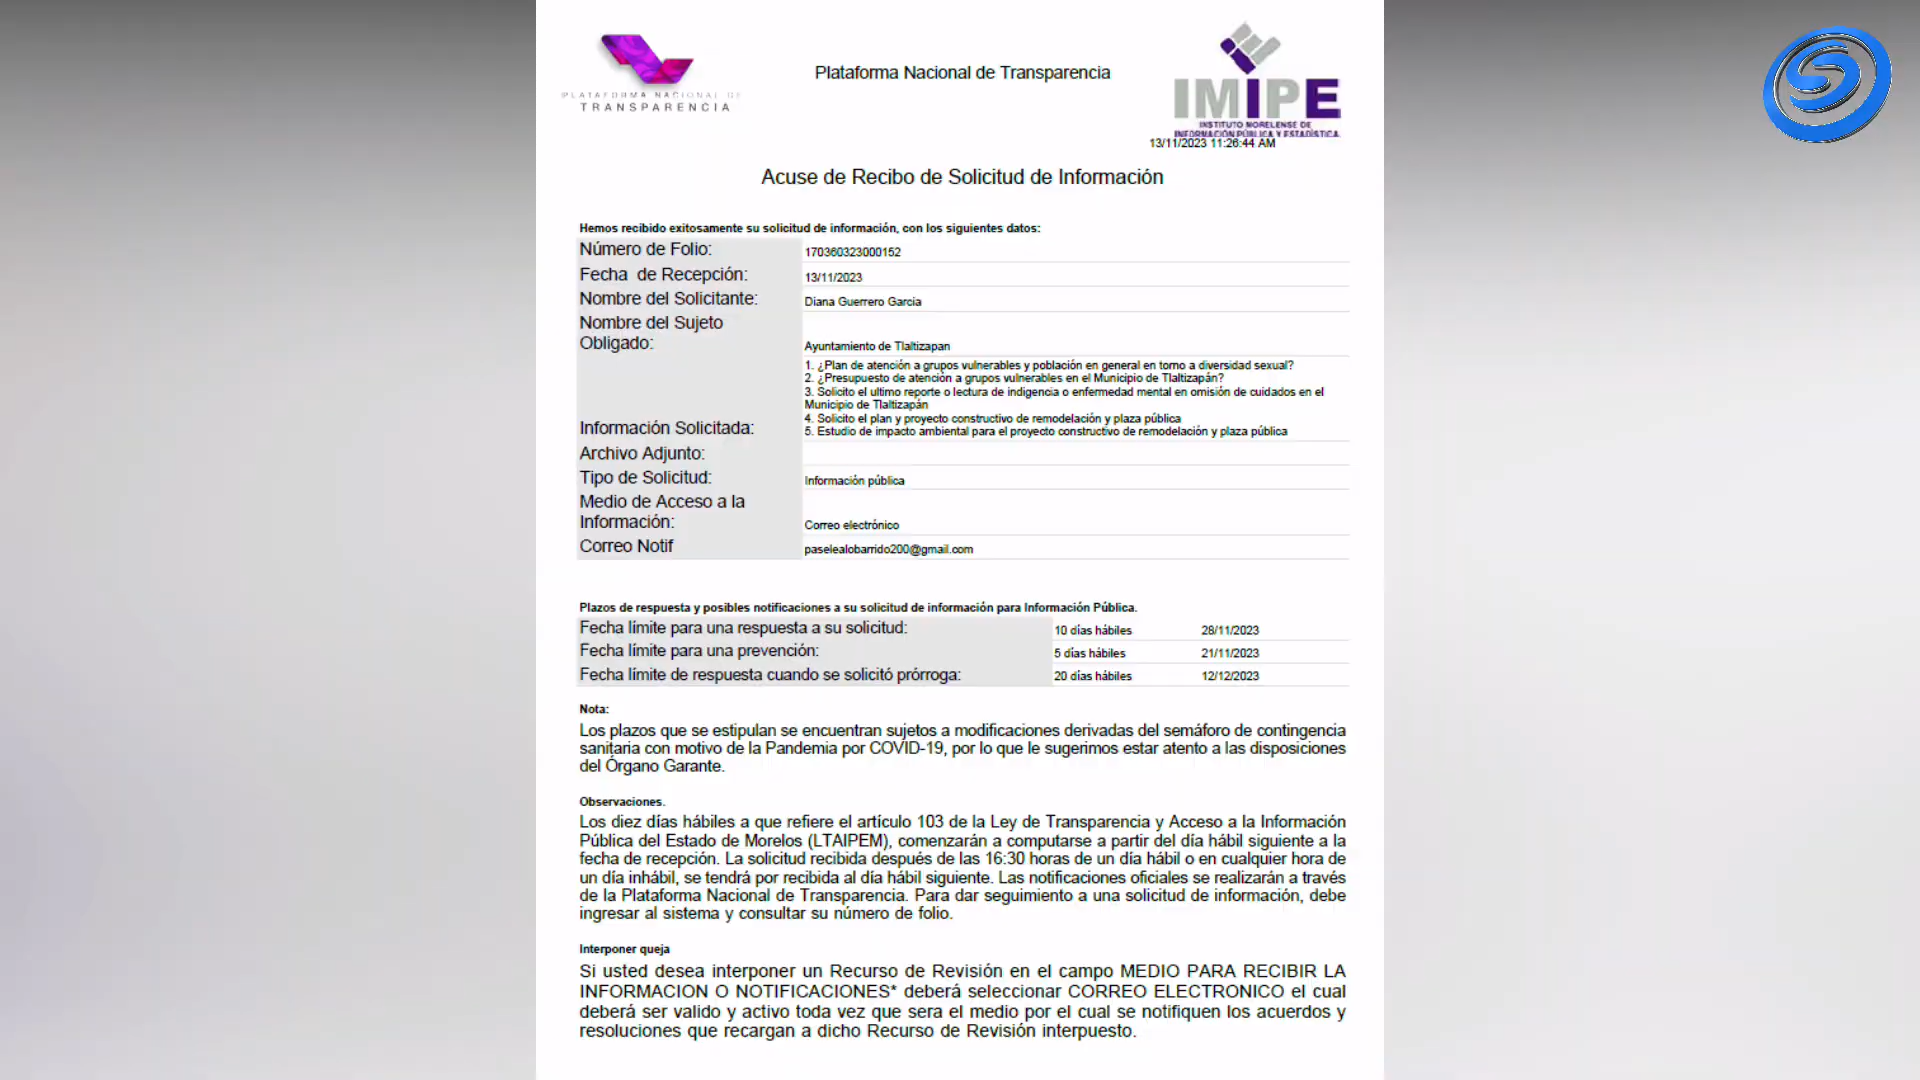 PLATAFORMA NACIONAL DE
TRANSPARENCIA
Plataforma Nacional de Transparencia
IMIPE
INSTITUTO MORELENSE DE
INFORMACIÓN PÚBLICA Y ESTADÍSTICA
13/11/2023 11:26:44 AM
Acuse de Recibo de Solicitud de Información
Hemos recibido exitosamente su solicitud de información, con los siguientes datos:
Número de Folio: 170360323000152
Fecha de Recepción: 13/11/2023
Nombre del Solicitante: Diana Guerrero Garcia
Nombre del Sujeto
Obligado: Ayuntamiento de Tlaltizapan
1. ¿Plan de atención a grupos vulnerables y población en general en torno a diversidad sexual?
2. ¿Presupuesto de atención a grupos vulnerables en el Municipio de Tlaltizapán?
3. Solicito el ultimo reporte o lectura de indigencia o enfermedad mental en omisión de cuidados en el
Municipio de Tlaltizapán
4. Solicito el plan y proyecto constructivo de remodelación y plaza pública
Información Solicitada: 5. Estudio de impacto ambiental para el proyecto constructivo de remodelación y plaza pública
Archivo Adjunto:
Tipo de Solicitud: Información pública
Medio de Acceso a la
Información: Correo electrónico
Correo Notif paselealobarrido200@gmail.com
Plazos de respuesta y posibles notificaciones a su solicitud de información para Información Pública.
Fecha límite para una respuesta a su solicitud: 10 días hábiles 28/11/2023
Fecha límite para una prevención: 5 días hábiles 21/11/2023
Fecha límite de respuesta cuando se solicitó prórroga: 20 días hábiles 12/12/2023
Nota:
Los plazos que se estipulan se encuentran sujetos a modificaciones derivadas del semáforo de contingencia
sanitaria con motivo de la Pandemia por COVID-19, por lo que le sugerimos estar atento a las disposiciones
del Órgano Garante.
Observaciones.
Los diez días hábiles a que refiere el artículo 103 de la Ley de Transparencia y Acceso a la Información
Pública del Estado de Morelos (LTAIPEM), comenzarán a computarse a partir del día hábil siguiente a la
fecha de recepción. La solicitud recibida después de las 16:30 horas de un día hábil o en cualquier hora de
un día inhábil, se tendrá por recibida al día hábil siguiente. Las notificaciones oficiales se realizarán a través
de la Plataforma Nacional de Transparencia. Para dar seguimiento a una solicitud de información, debe
ingresar al sistema y consultar su número de folio.
Interponer queja
Si usted desea interponer un Recurso de Revisión en el campo MEDIO PARA RECIBIR LA
INFORMACION O NOTIFICACIONES* deberá seleccionar CORREO ELECTRONICO el cual
deberá ser valido y activo toda vez que sera el medio por el cual se notifiquen los acuerdos y
resoluciones que recargan a dicho Recurso de Revisión interpuesto.